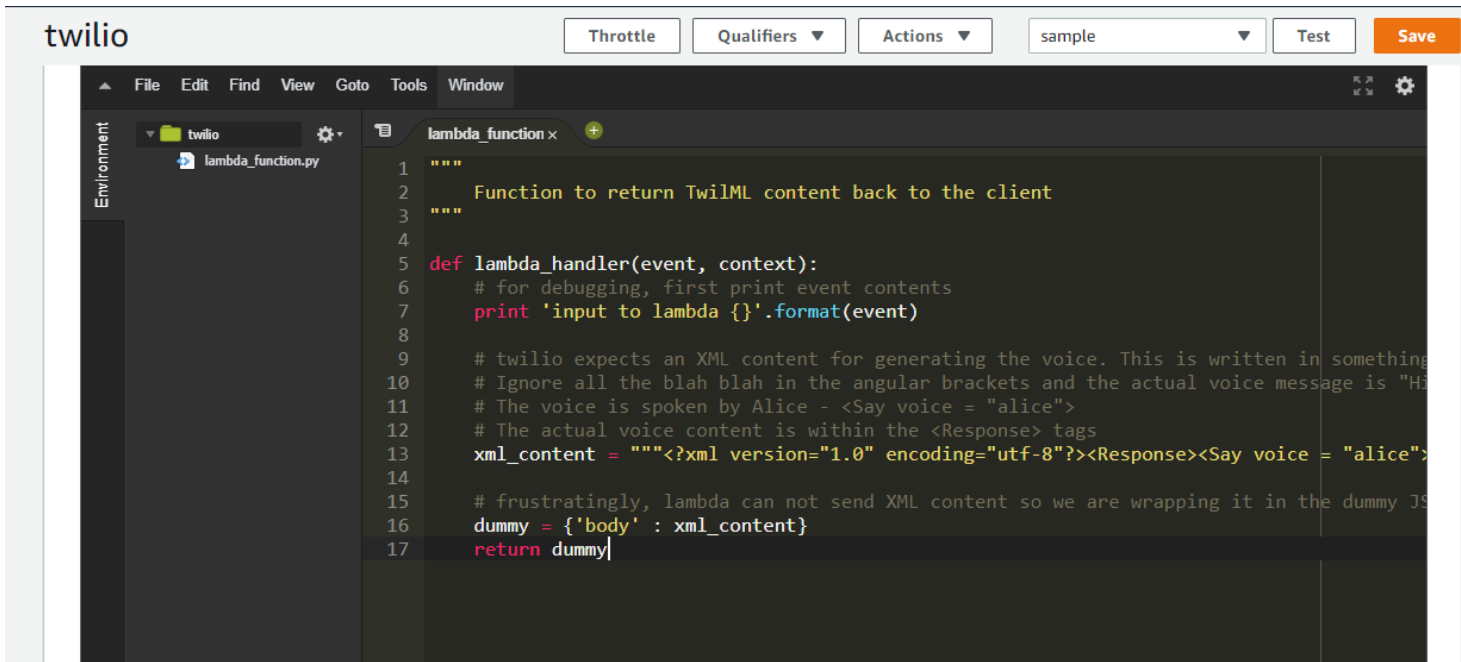 twilio
Throttle
Qualifiers
Actions
sample
Test
Save
File Edit Find View Goto Tools Window
Environment
twilio
lambda_function.py
lambda_function ×
1 """
2 Function to return TwilML content back to the client
3 """
4
5 def lambda_handler(event, context):
6 # for debugging, first print event contents
7 print 'input to lambda {}'.format(event)
8
9 # twilio expects an XML content for generating the voice. This is written in something
10 # Ignore all the blah blah in the angular brackets and the actual voice message is "Hi
11 # The voice is spoken by Alice - <Say voice = "alice">
12 # The actual voice content is within the <Response> tags
13 xml_content = """<?xml version="1.0" encoding="utf-8"?><Response><Say voice = "alice">
14
15 # frustratingly, lambda can not send XML content so we are wrapping it in the dummy JS
16 dummy = {'body' : xml_content}
17 return dummy